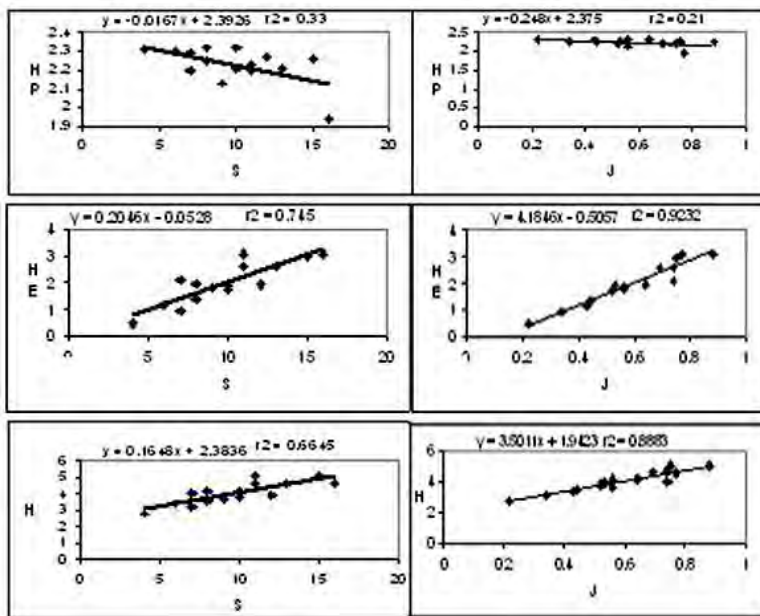 y = -0.0167x + 2.3926 r2 = 0.33
2.4
2.3
2.2
2.1
2
1.9
H
P
0 5 10 15 20
S
y = -0.248x + 2.375 r2 = 0.21
2.5
2
1.5
1
0.5
0
H
P
0 0.2 0.4 0.6 0.8 1
J
y = 0.2046x - 0.0528 r2 = 0.745
4
3
2
1
0
H
E
0 5 10 15 20
S
y = 4.1846x - 0.5057 r2 = 0.9232
4
3
2
1
0
H
E
0 0.2 0.4 0.6 0.8 1
J
y = 0.1648x + 2.3836 r2 = 0.6645
6
5
4
3
2
1
0
H
0 5 10 15 20
S
y = 3.5011x + 1.9423 r2 = 0.8883
6
4
2
0
H
0 0.2 0.4 0.6 0.8 1
J